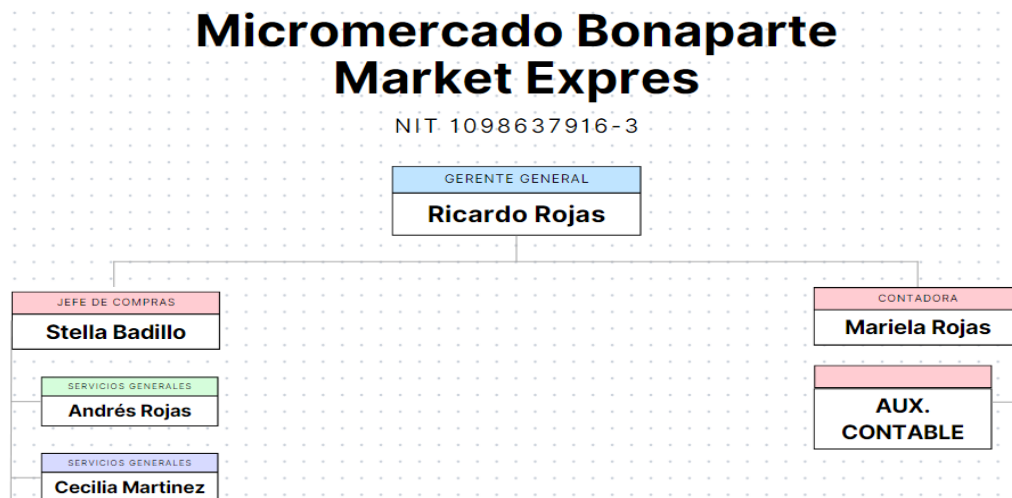 Micromercado Bonaparte
Market Expres
NIT 1098637916-3
GERENTE GENERAL
Ricardo Rojas
JEFE DE COMPRAS
Stella Badillo
SERVICIOS GENERALES
Andrés Rojas
SERVICIOS GENERALES
Cecilia Martinez
CONTADORA
Mariela Rojas
AUX.
CONTABLE